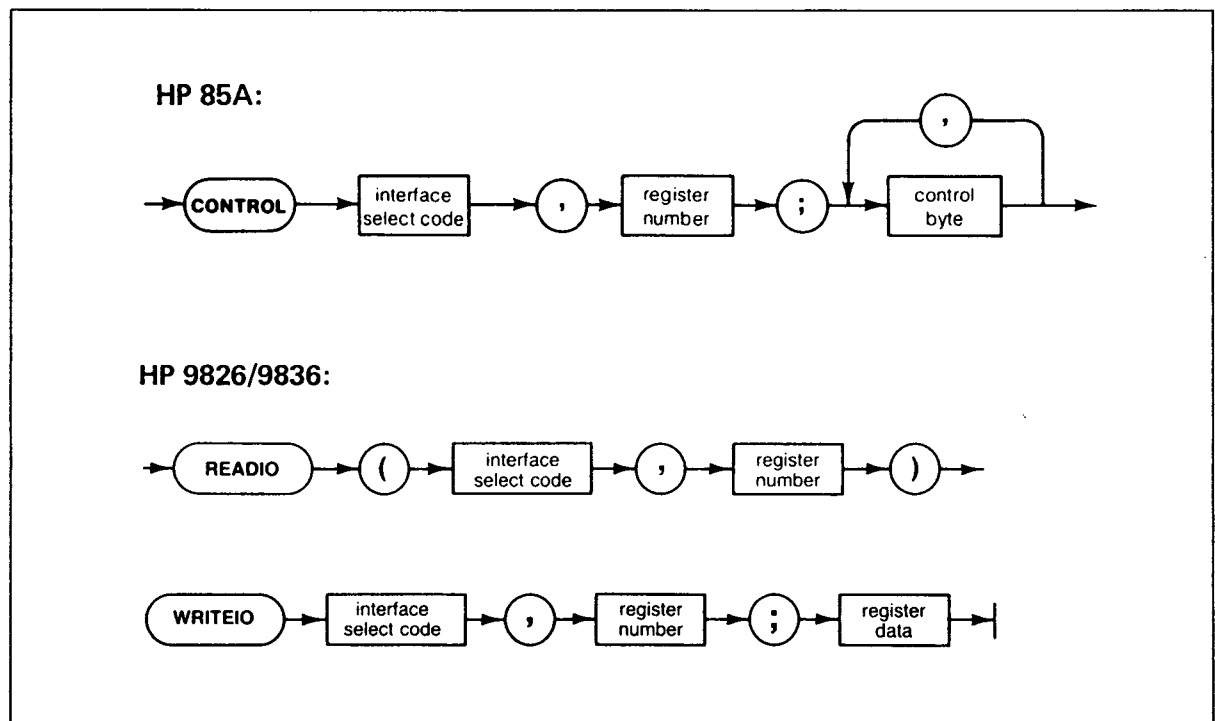 HP 85A:
,
CONTROL
interface
select code
,
register
number
;
control
byte
HP 9826/9836:
READIO
(
interface
select code
,
register
number
)
WRITEIO
interface
select code
,
register
number
;
register
data